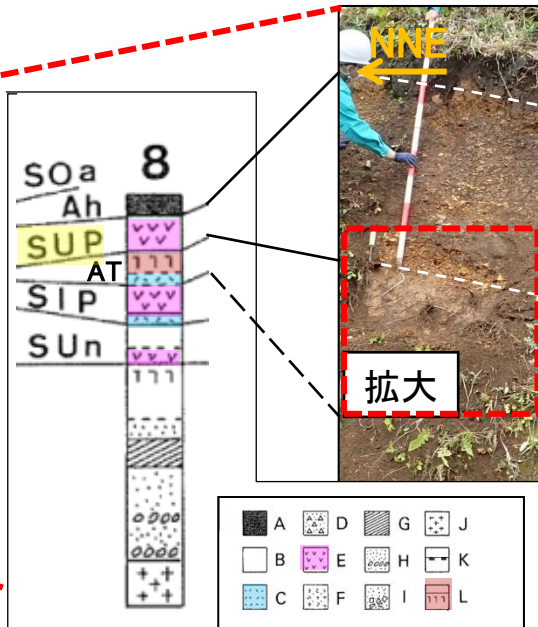 NNE
8
SOa
Ah
SUP
AT
SIP
SUn
拡大
A D G J
B E H K
C F I L